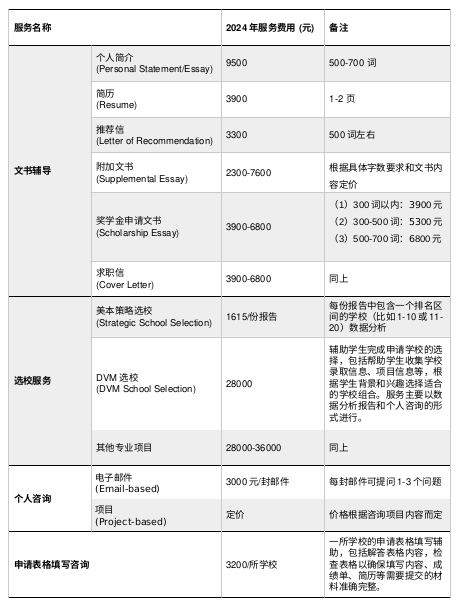 服务名称 2024 年服务费用 (元) 备注
文书辅导
个人简介
(Personal Statement/Essay)
9500
500-700 词
简历
(Resume)
3900
1-2 页
推荐信
(Letter of Recommendation)
3300
500 词左右
附加文书
(Supplemental Essay)
2300-7600
根据具体字数要求和文书内
容定价
奖学金申请文书
(Scholarship Essay)
3900-6800
（1）300 词以内：3900 元
（2）300-500 词：5300 元
（3）500-700 词：6800 元
求职信
(Cover Letter)
3900-6800
同上
选校服务
美本策略选校
(Strategic School Selection)
1615/份报告
每份报告中包含一个排名区
间的学校（比如 1-10 或 11-
20）数据分析
DVM 选校
(DVM School Selection)
28000
辅助学生完成申请学校的选
择，包括帮助学生收集学校
录取信息、项目信息等，根
据学生背景和兴趣选择适合
的学校组合。服务主要以数
据分析报告和个人咨询的形
式进行。
其他专业项目
28000-36000
同上
个人咨询
电子邮件
(Email-based)
3000 元/封邮件
每封邮件可提问 1-3 个问题
项目
(Project-based)
定价
价格根据咨询项目内容而定
申请表格填写咨询
3200/所学校
一所学校的申请表格填写辅
助，包括解答表格内容，检
查表格以确保填写内容、成
绩单、简历等需要提交的材
料准确完整。